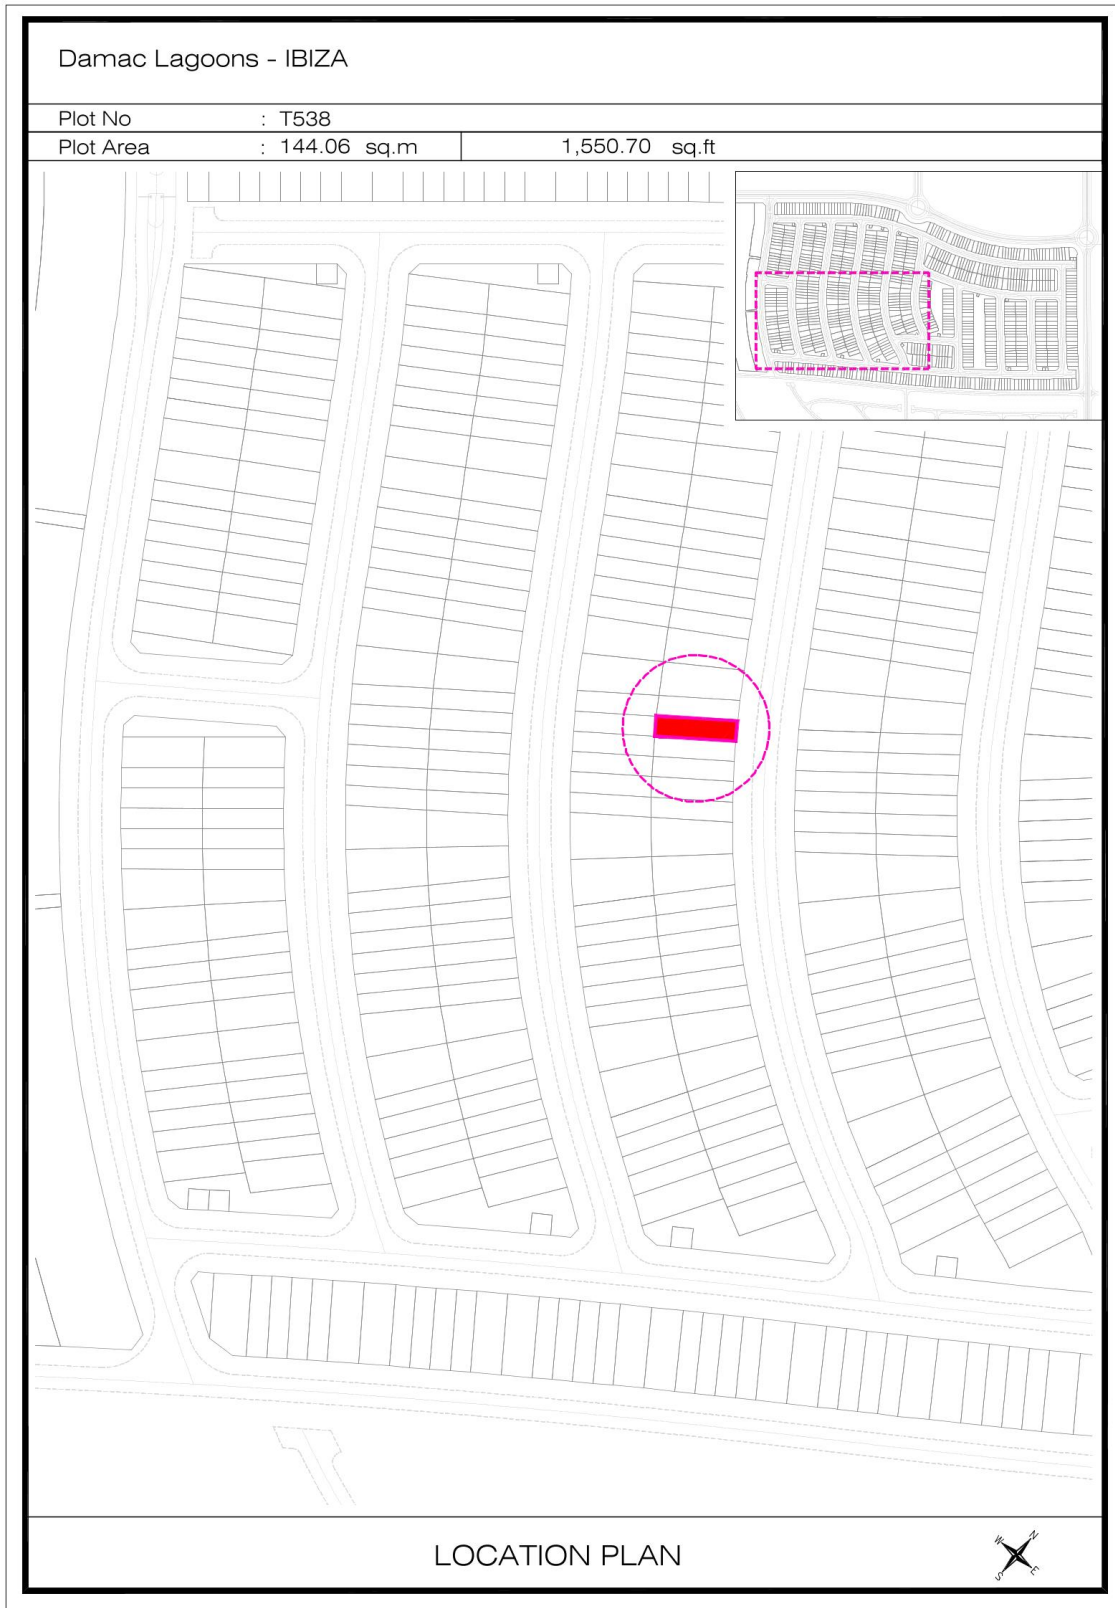 Damac Lagoons - IBIZA
Plot No : T538
Plot Area : 144.06 sq.m 1,550.70 sq.ft
LOCATION PLAN
N
W
E
S